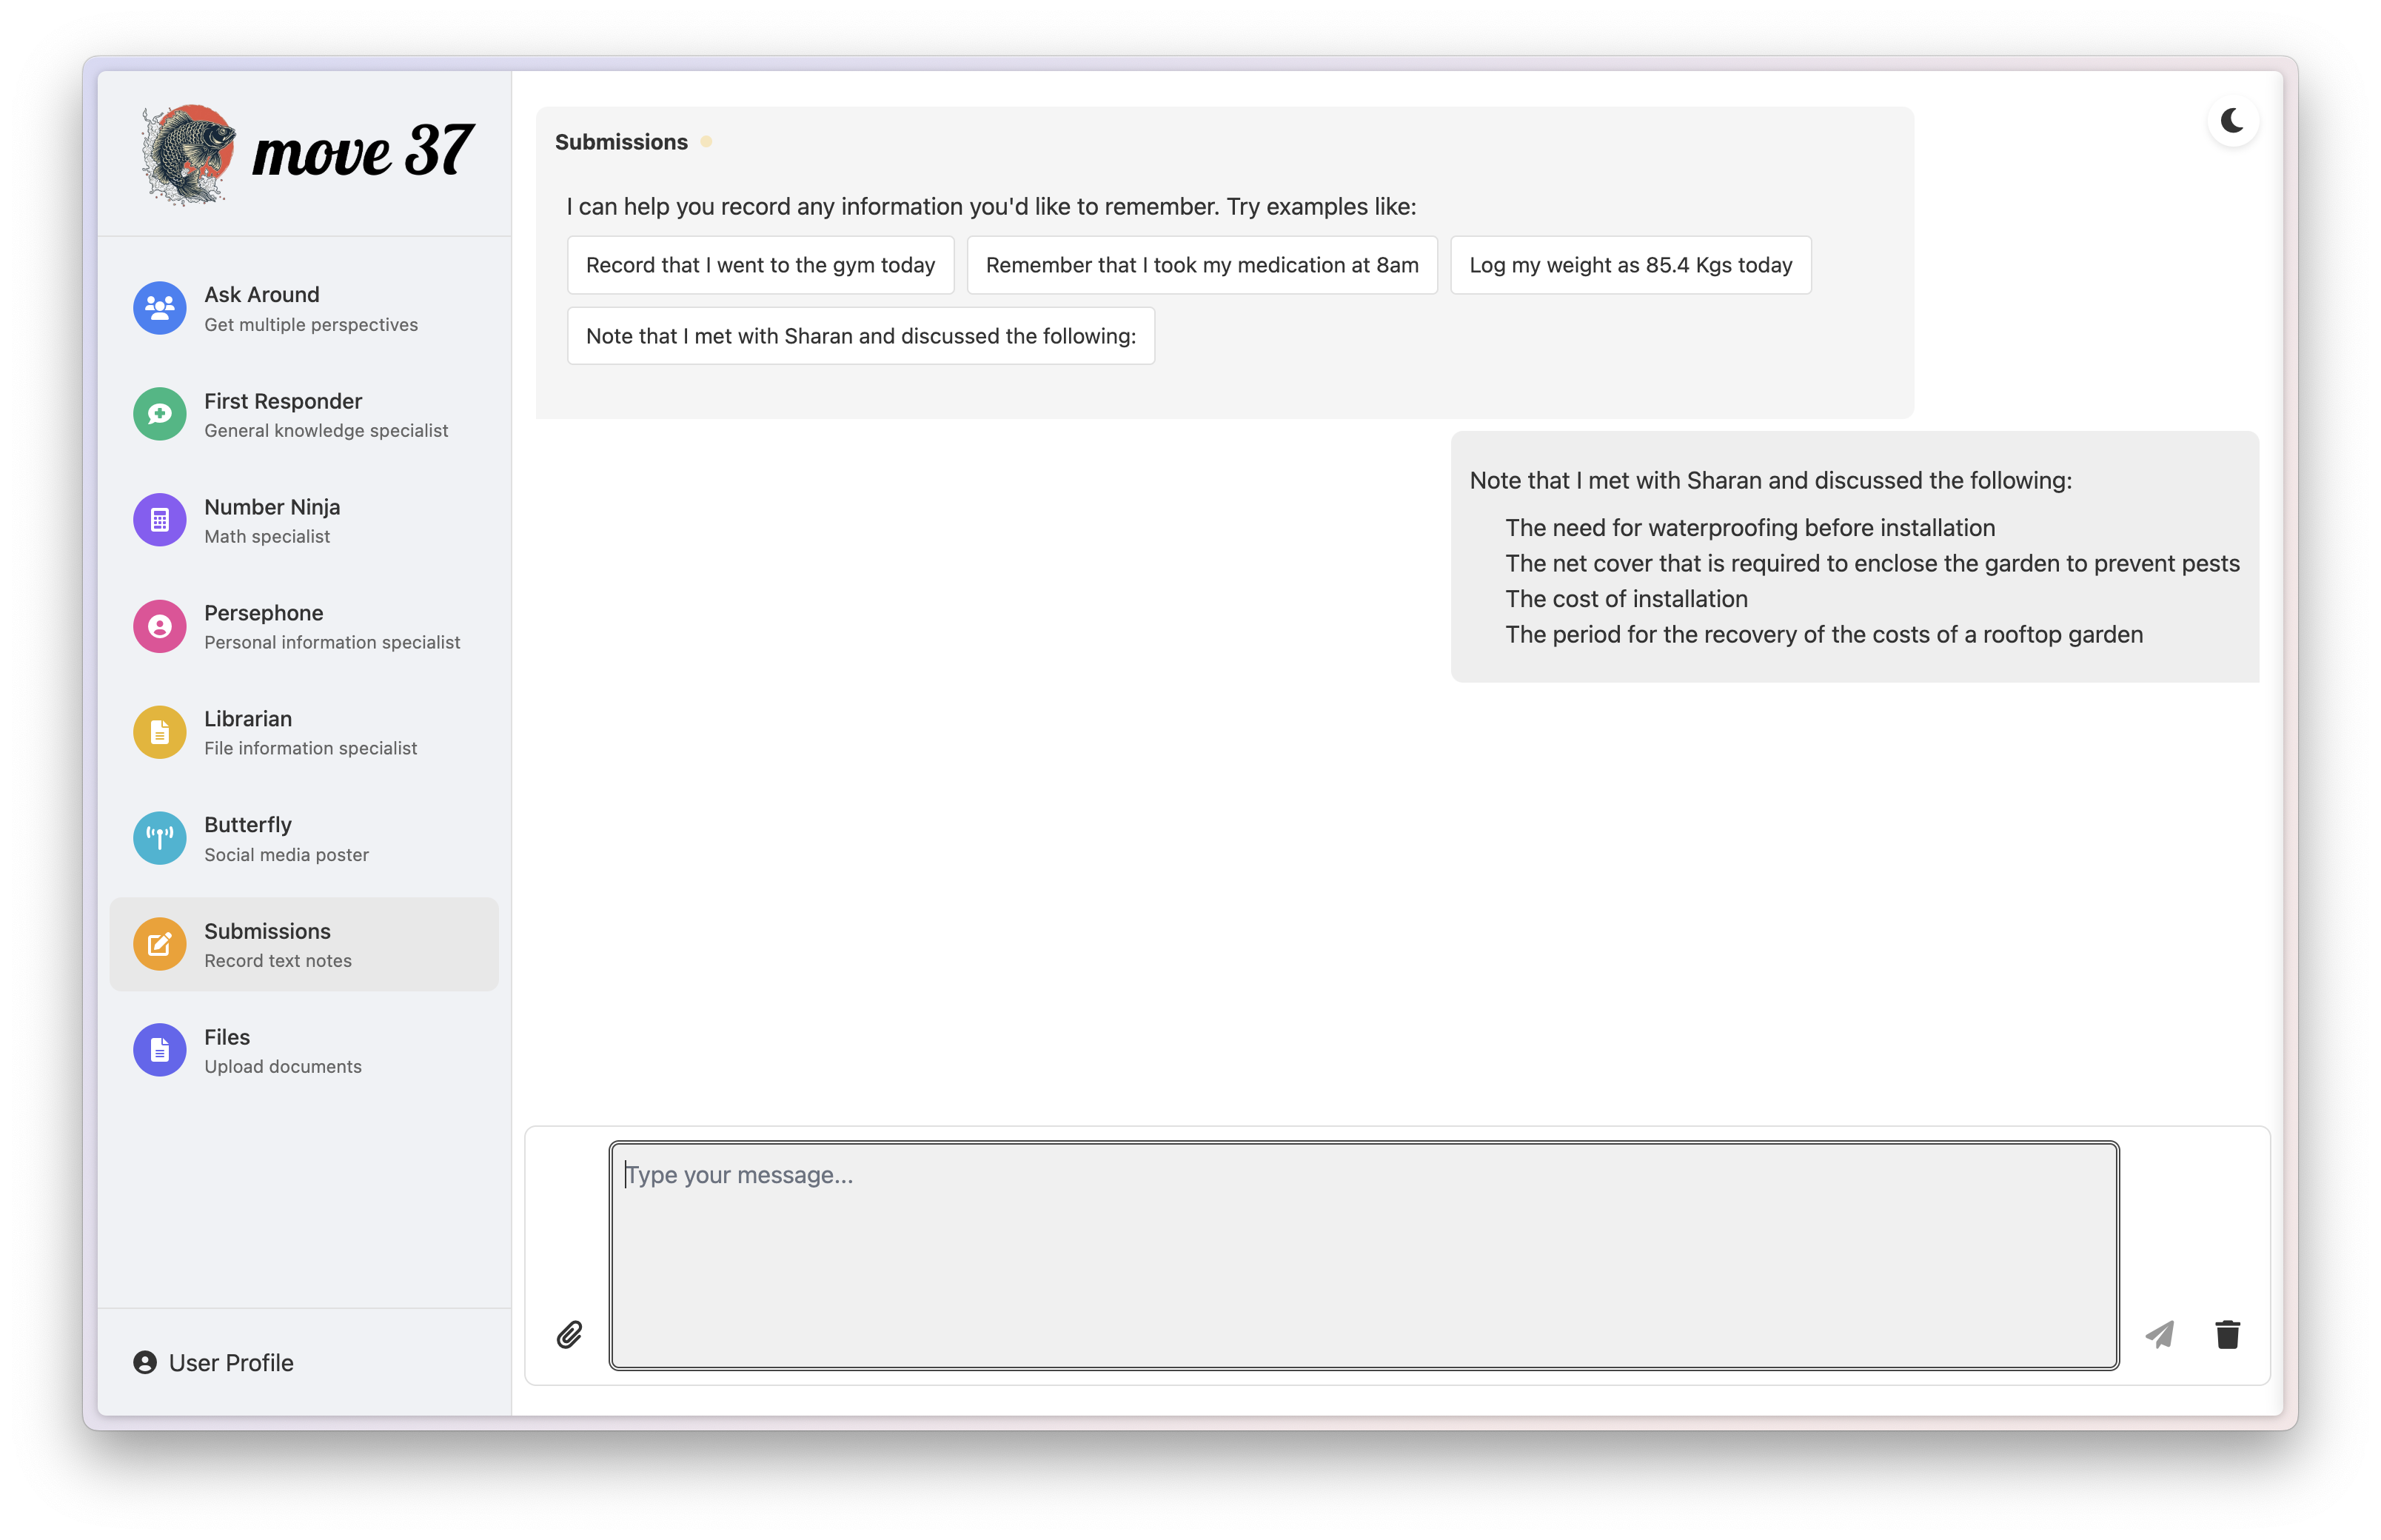 move 37
Ask Around
Get multiple perspectives
First Responder
General knowledge specialist
Number Ninja
Math specialist
Persephone
Personal information specialist
Librarian
File information specialist
Butterfly
Social media poster
Submissions
Record text notes
Files
Upload documents
User Profile
Submissions
I can help you record any information you'd like to remember. Try examples like:
Record that I went to the gym today
Remember that I took my medication at 8am
Log my weight as 85.4 Kgs today
Note that I met with Sharan and discussed the following:
Note that I met with Sharan and discussed the following:
The need for waterproofing before installation
The net cover that is required to enclose the garden to prevent pests
The cost of installation
The period for the recovery of the costs of a rooftop garden
Type your message...